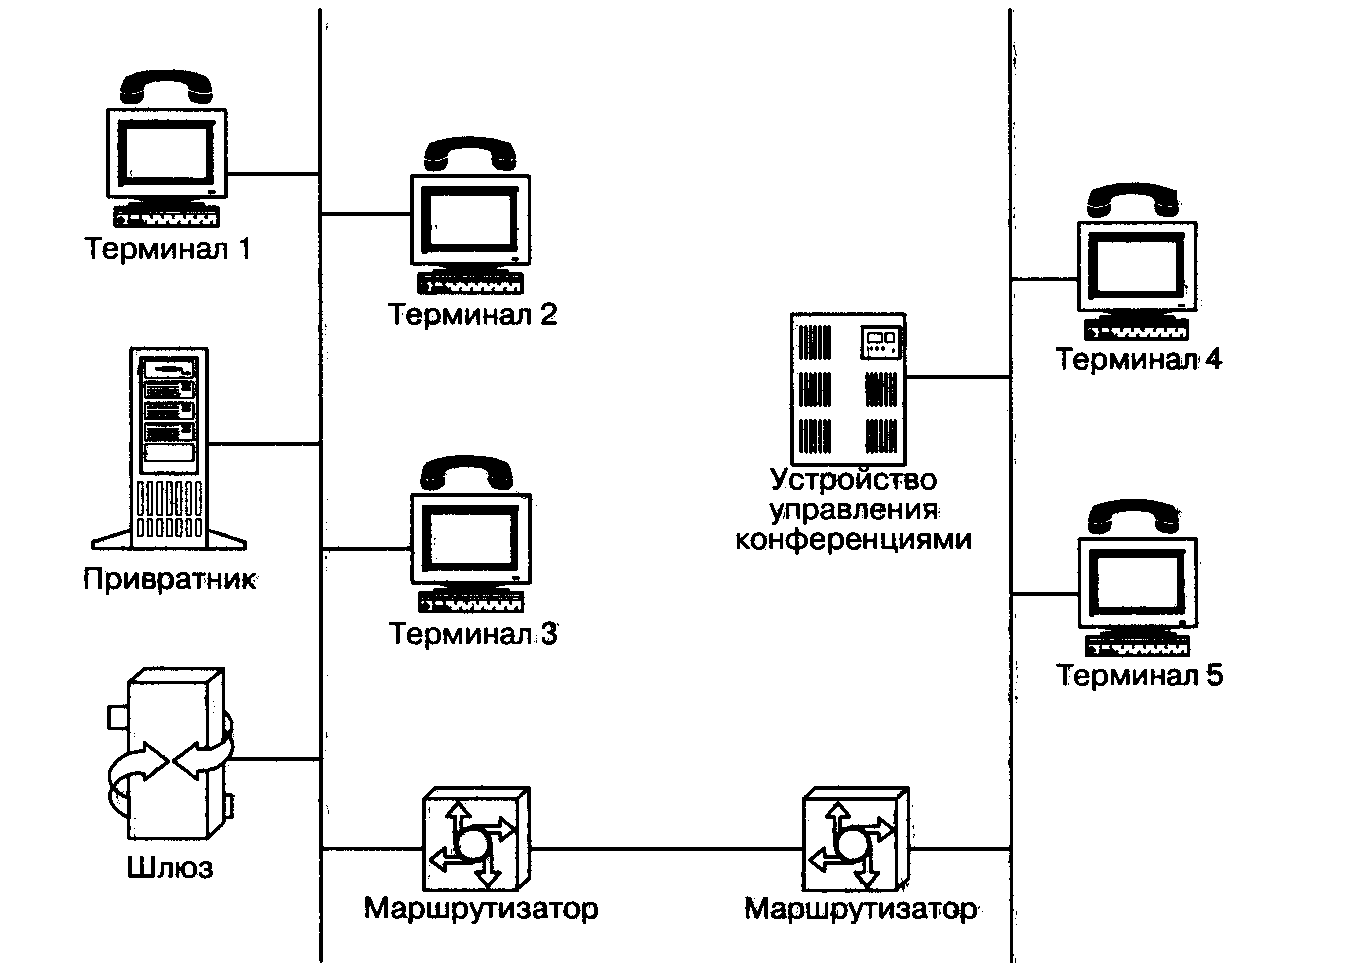 Терминал 1
Терминал 2
Терминал 4
Привратник
Устройство
управления
конференциями
Терминал 3
Терминал 5
Шлюз
Маршрутизатор
Маршрутизатор